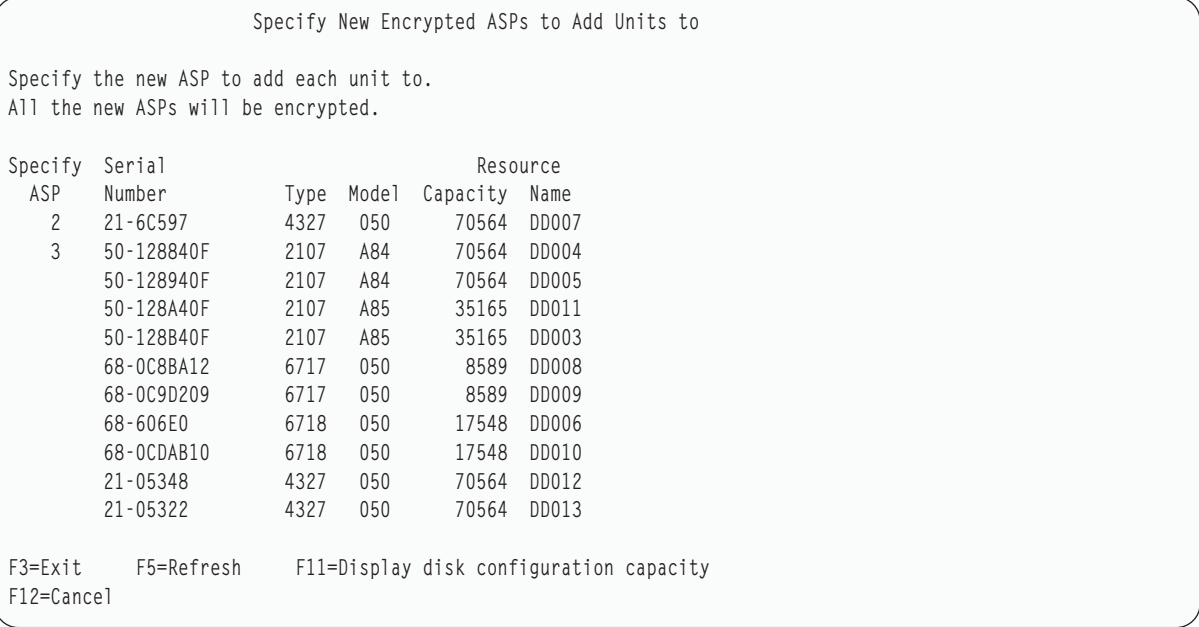 Specify New Encrypted ASPs to Add Units to
Specify the new ASP to add each unit to.
All the new ASPs will be encrypted.
Specify Serial Resource
ASP Number Type Model Capacity Name
2 21-6C597 4327 050 70564 DD007
3 50-128840F 2107 A84 70564 DD004
50-128940F 2107 A84 70564 DD005
50-128A40F 2107 A85 35165 DD011
50-128B40F 2107 A85 35165 DD003
68-0C8BA12 6717 050 8589 DD008
68-0C9D209 6717 050 8589 DD009
68-606E0 6718 050 17548 DD006
68-0CDAB10 6718 050 17548 DD010
21-05348 4327 050 70564 DD012
21-05322 4327 050 70564 DD013
F3=Exit F5=Refresh F11=Display disk configuration capacity
F12=Cancel